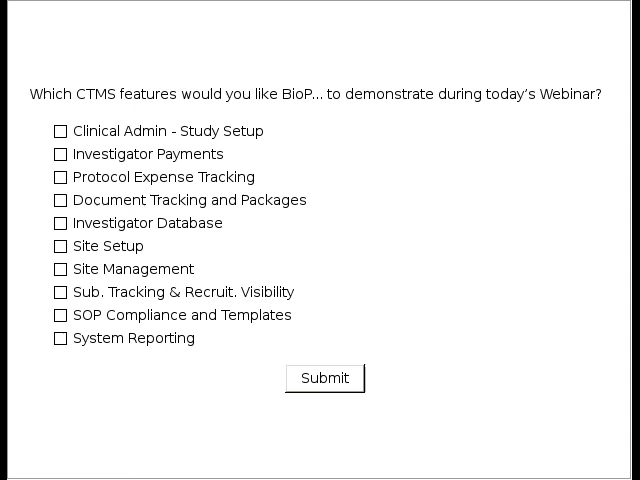 Which CTMS features would you like BioP... to demonstrate during today's Webinar?
Clinical Admin - Study Setup
Investigator Payments
Protocol Expense Tracking
Document Tracking and Packages
Investigator Database
Site Setup
Site Management
Sub. Tracking & Recruit. Visibility
SOP Compliance and Templates
System Reporting
Submit